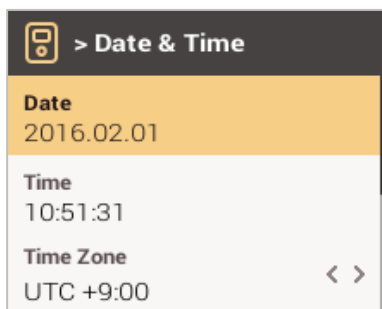 > Date & Time
Date
2016.02.01
Time
10:51:31
Time Zone
UTC +9:00
< >